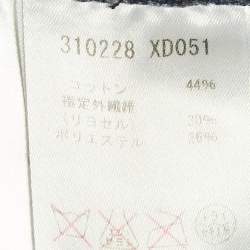 310228 XD051
コットン 44%
指定外繊維
(リヨセル) 30%
ポリエステル 26%